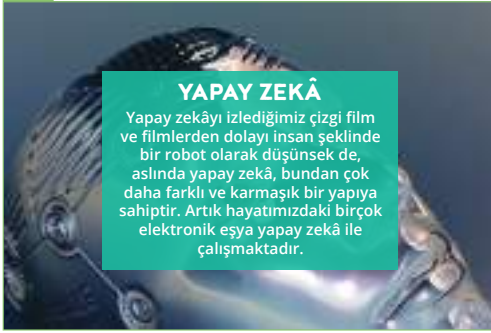 YAPAY ZEKÂ
Yapay zekâyı izlediğimiz çizgi film
ve filmlerden dolayı insan şeklinde
bir robot olarak düşünsek de,
aslında yapay zekâ, bundan çok
daha farklı ve karmaşık bir yapıya
sahiptir. Artık hayatımızdaki birçok
elektronik eşya yapay zekâ ile
çalışmaktadır.